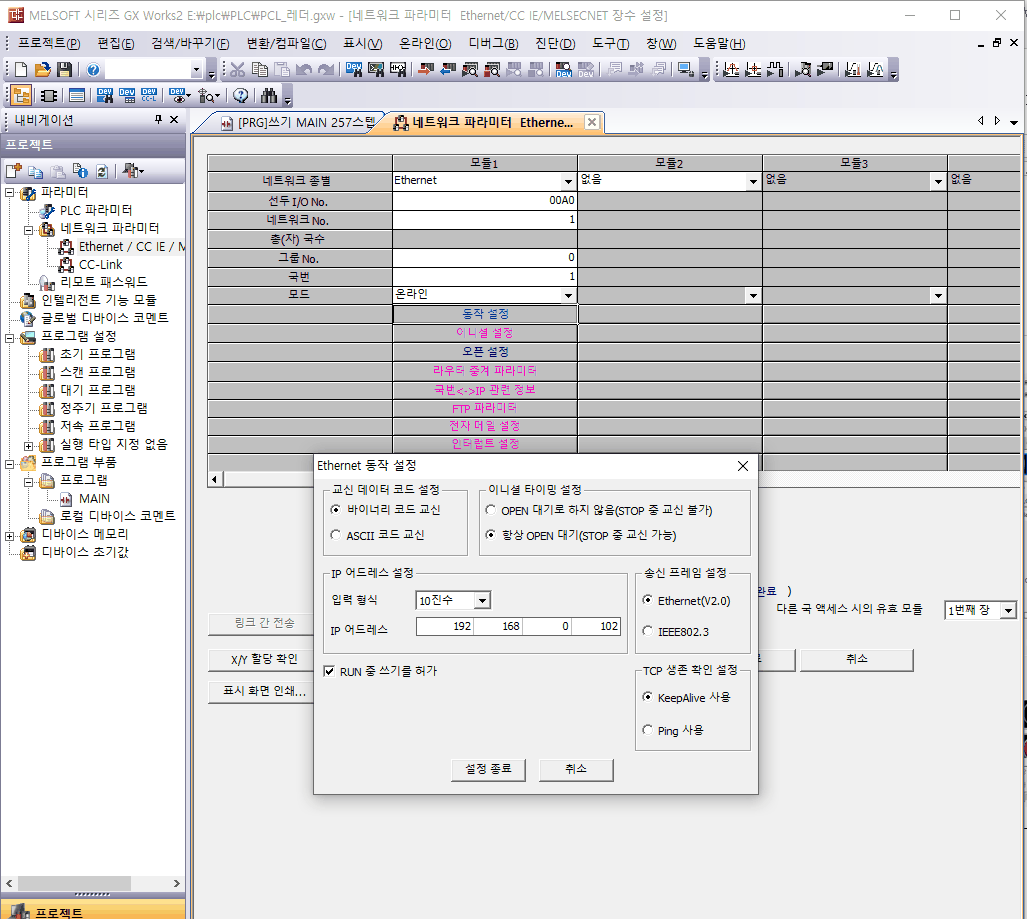 MELSOFT 시리즈 GX Works2 E:₩plc₩PLC₩PCL_레더.gxw - [네트워크 파라미터 Ethernet/CC IE/MELSECNET 장수 설정]
프로젝트(P) 편집(E) 검색/바꾸기(F) 변환/컴파일(C) 표시(V) 온라인(O) 디버그(B) 진단(D) 도구(T) 창(W) 도움말(H)
내비게이션
[PRG]쓰기 MAIN 257스텝
네트워크 파라미터 Etherne...
프로젝트
파라미터
PLC 파라미터
네트워크 파라미터
Ethernet / CC IE / M
CC-Link
리모트 패스워드
인텔리전트 기능 모듈
글로벌 디바이스 코멘트
프로그램 설정
초기 프로그램
스캔 프로그램
대기 프로그램
정주기 프로그램
저속 프로그램
실행 타입 지정 없음
프로그램 부품
프로그램
MAIN
로컬 디바이스 코멘트
디바이스 메모리
디바이스 초기값
프로젝트
모듈1 모듈2 모듈3
네트워크 종별 Ethernet 없음 없음 없음
선두 I/O No. 00A0
네트워크 No. 1
총(자) 국수
그룹 No. 0
국번 1
모드 온라인
동작 설정
이니셜 설정
오픈 설정
라우터 중계 파라미터
국번<->IP 관련 정보
FTP 파라미터
전자 메일 설정
인터럽트 설정
완료 )
다른 국 액세스 시의 유효 모듈 1번째 장
링크 간 전송
X/Y 할당 확인
료 취소
표시 화면 인쇄...
Ethernet 동작 설정
교신 데이터 코드 설정
바이너리 코드 교신
ASCII 코드 교신
이니셜 타이밍 설정
OPEN 대기로 하지 않음(STOP 중 교신 불가)
항상 OPEN 대기(STOP 중 교신 가능)
IP 어드레스 설정
입력 형식 10진수
IP 어드레스 192 168 0 102
송신 프레임 설정
Ethernet(V2.0)
IEEE802.3
RUN 중 쓰기를 허가
TCP 생존 확인 설정
KeepAlive 사용
Ping 사용
설정 종료 취소